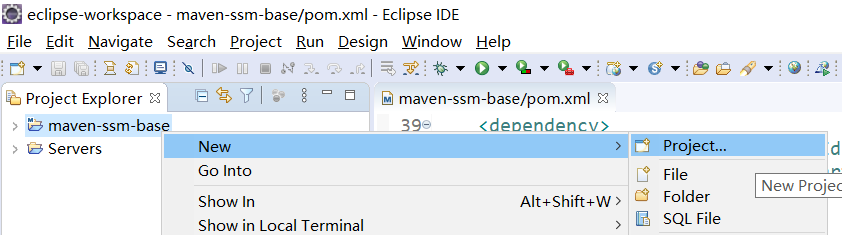 eclipse-workspace - maven-ssm-base/pom.xml - Eclipse IDE
File Edit Navigate Search Project Run Design Window Help
Project Explorer
maven-ssm-base/pom.xml
maven-ssm-base
39 <dependency>
Servers
New
Project...
Go Into
File
New Projec
Folder
Show In Alt+Shift+W
SQL File
Show in Local Terminal